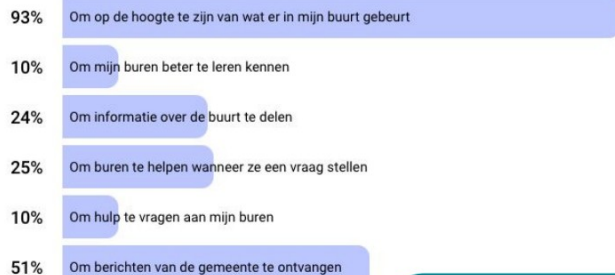 93% Om op de hoogte te zijn van wat er in mijn buurt gebeurt
10% Om mijn buren beter te leren kennen
24% Om informatie over de buurt te delen
25% Om buren te helpen wanneer ze een vraag stellen
10% Om hulp te vragen aan mijn buren
51% Om berichten van de gemeente te ontvangen